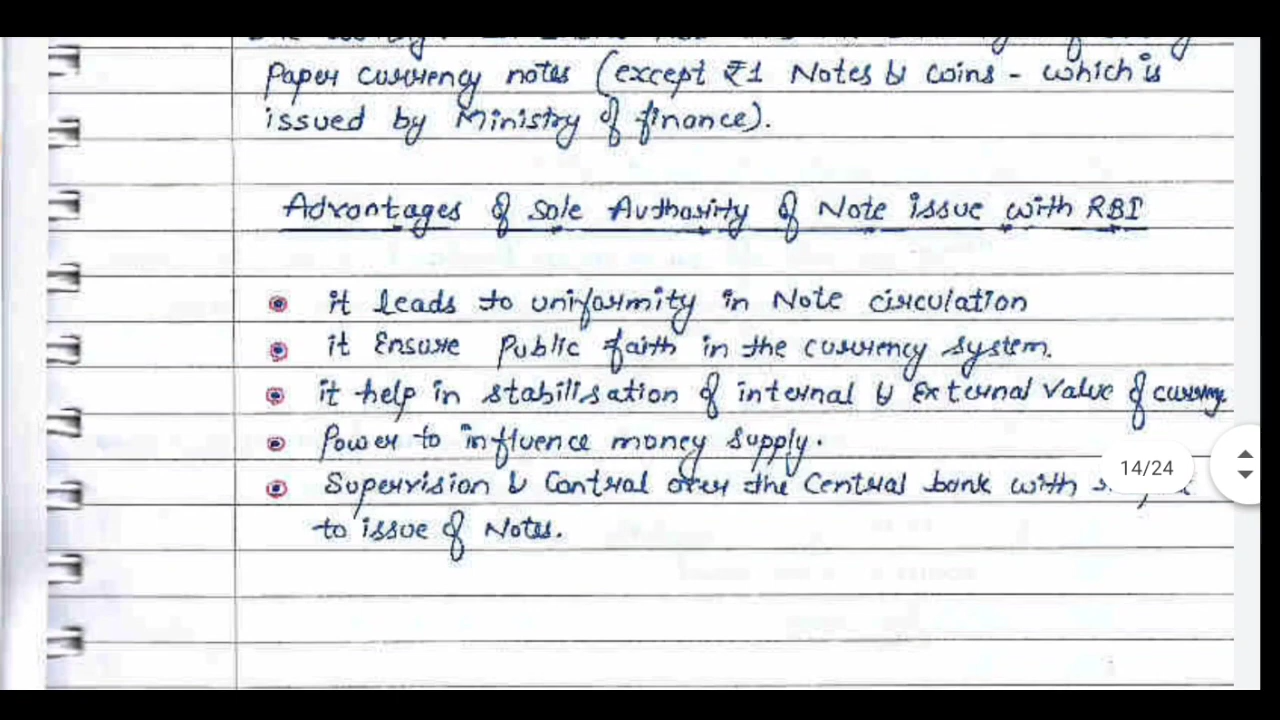 Paper currency notes (except ₹1 Notes & coins - which is
issued by Ministry of finance).
Advantages of Sole Authority of Note issue with RBI
it leads to uniformity in Note circulation
it Ensure Public faith in the currency system.
it help in stabilisation of internal & External Value of currency
Power to influence money supply.
Supervision & Control over the Central bank with
14/24
to issue of Notes.